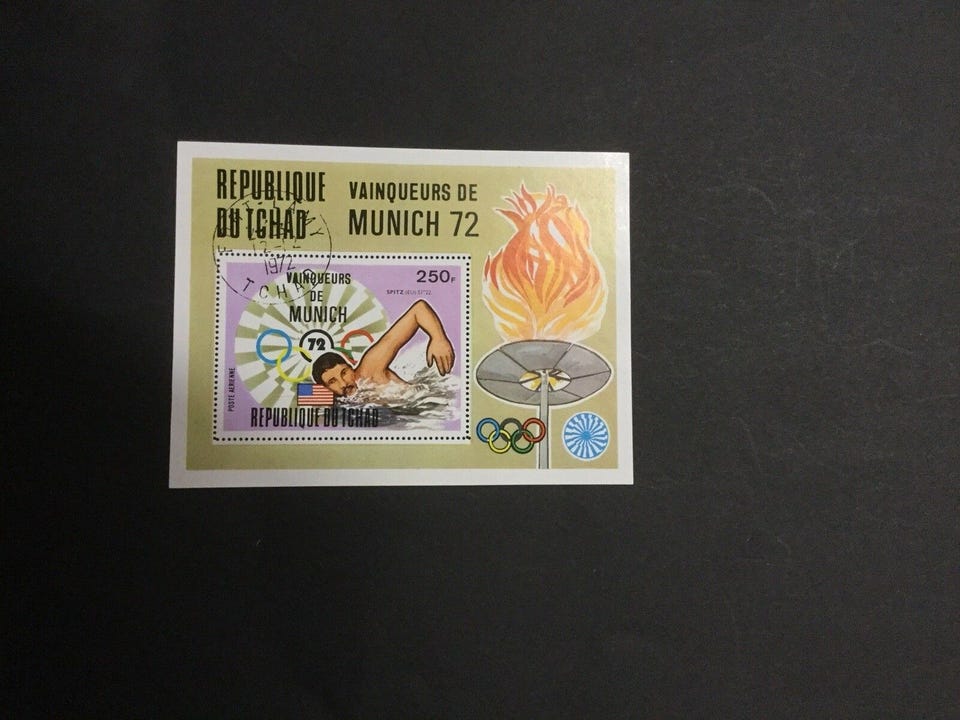 REPUBLIQUE
DU TCHAD
VAINQUEURS DE
MUNICH 72
1972
TCHAD
VAINQUEURS
DE
MUNICH
72
250F
SPITZ
POSTE AERIENNE
REPUBLIQUE DU TCHAD